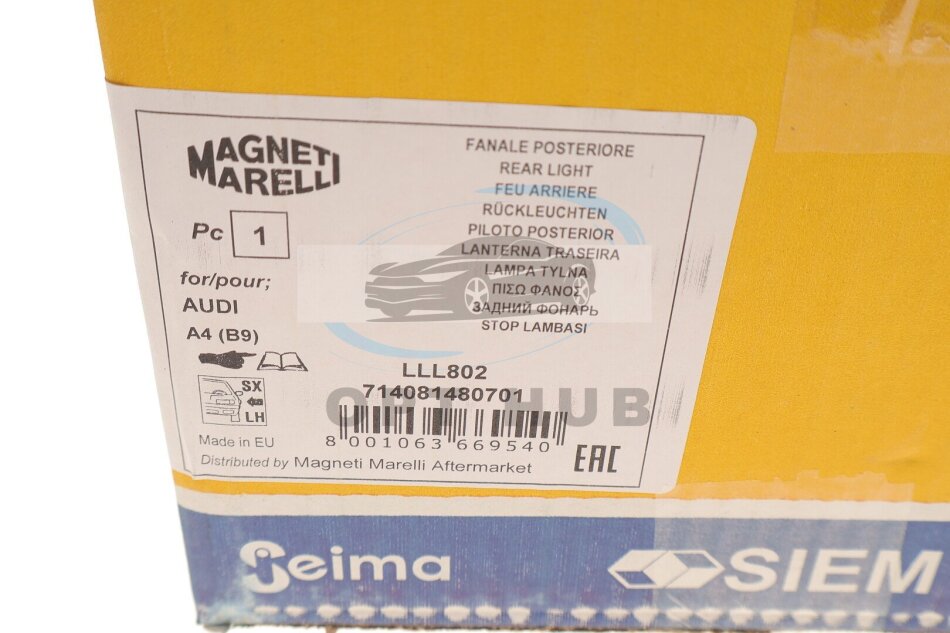 MAGNETI
MARELLI
Pc 1
for/pour;
AUDI
A4 (B9)
SX
LH
Made in EU
Distributed by Magneti Marelli Aftermarket
FANALE POSTERIORE
REAR LIGHT
FEU ARRIERE
RÜCKLEUCHTEN
PILOTO POSTERIOR
LANTERNA TRASEIRA
LAMPA TYLNA
ΠΙΣΩ ΦΑΝΟΣ
ЗАДНИЙ ФОНАРЬ
STOP LAMBASI
LLL802
714081480701
8 001063 669540
EAC
OPT HUB
Seima
SIEM